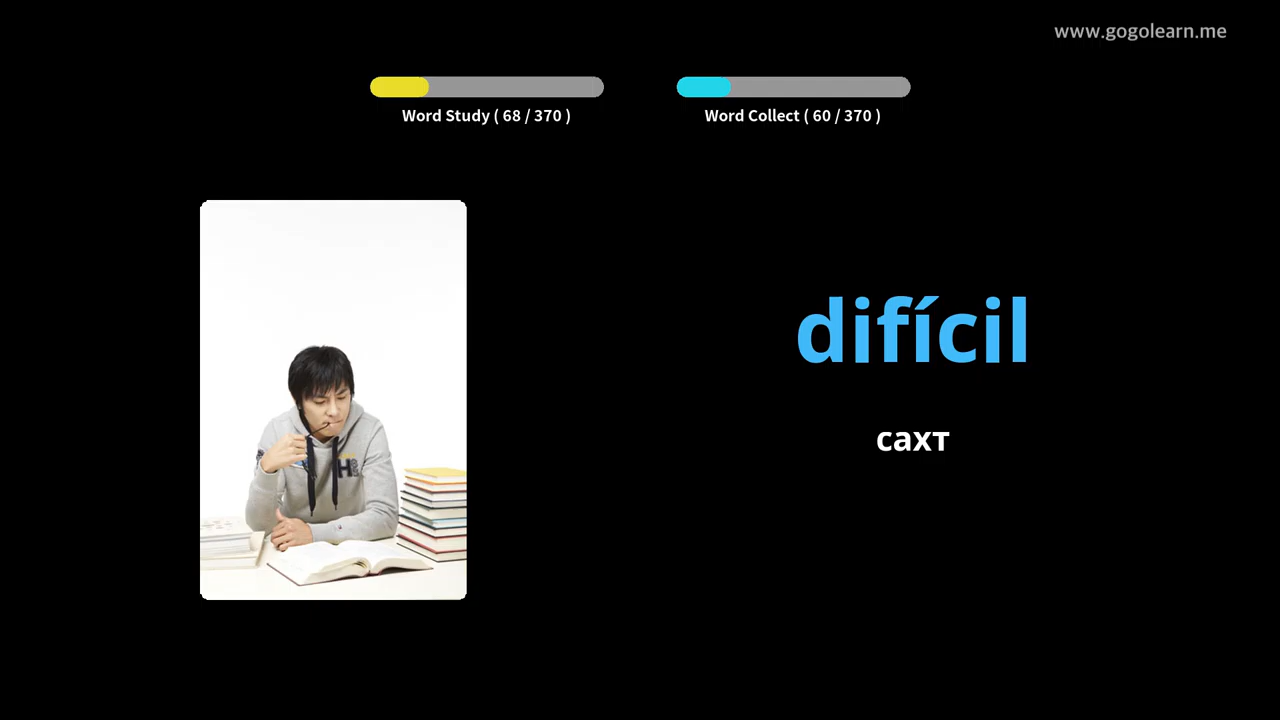 www.gogolearn.me
Word Study ( 68 / 370 )
Word Collect ( 60 / 370 )
difícil
сахт